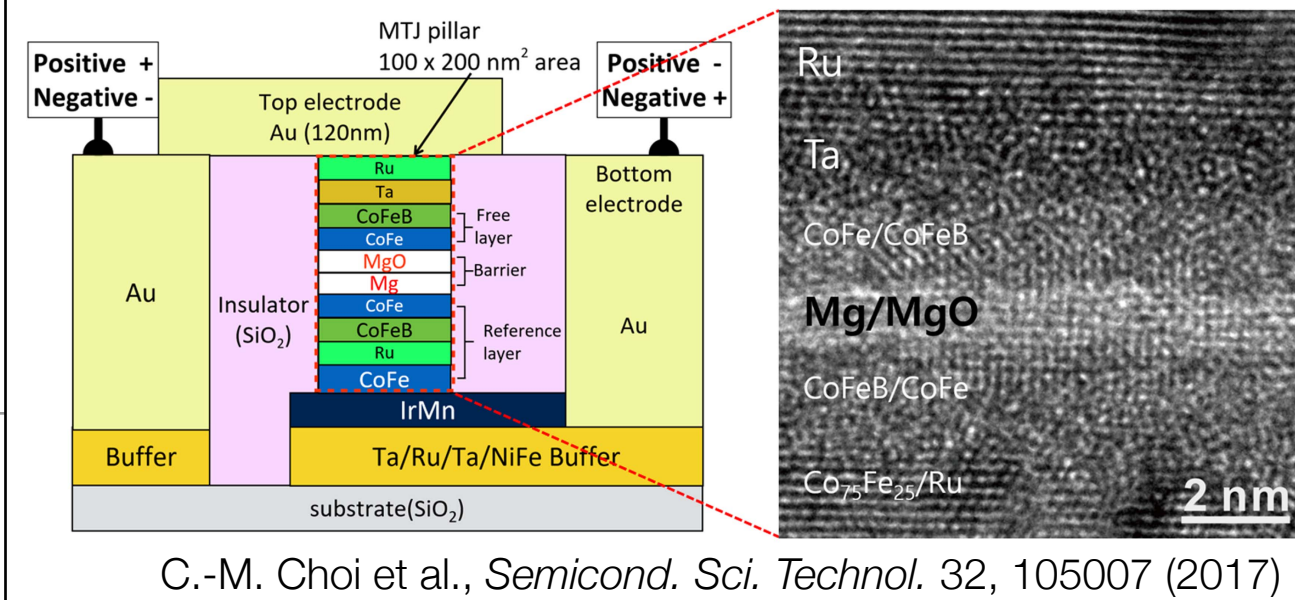 Positive +
Negative -
MTJ pillar
100 x 200 nm² area
Positive -
Negative +
Top electrode
Au (120nm)
Ru
Ta
CoFeB
CoFe
Free
layer
MgO
Mg
Barrier
CoFe
CoFeB
Ru
CoFe
Reference
layer
Au
Insulator
(SiO₂)
Bottom
electrode
Au
IrMn
Buffer
Ta/Ru/Ta/NiFe Buffer
substrate(SiO₂)
Ru
Ta
CoFe/CoFeB
Mg/MgO
CoFeB/CoFe
Co₇₅Fe₂₅/Ru
2 nm
C.-M. Choi et al., Semicond. Sci. Technol. 32, 105007 (2017)